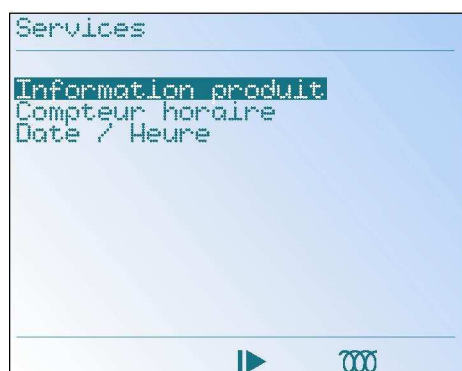 Services
Information produit
Compteur horaire
Date / Heure